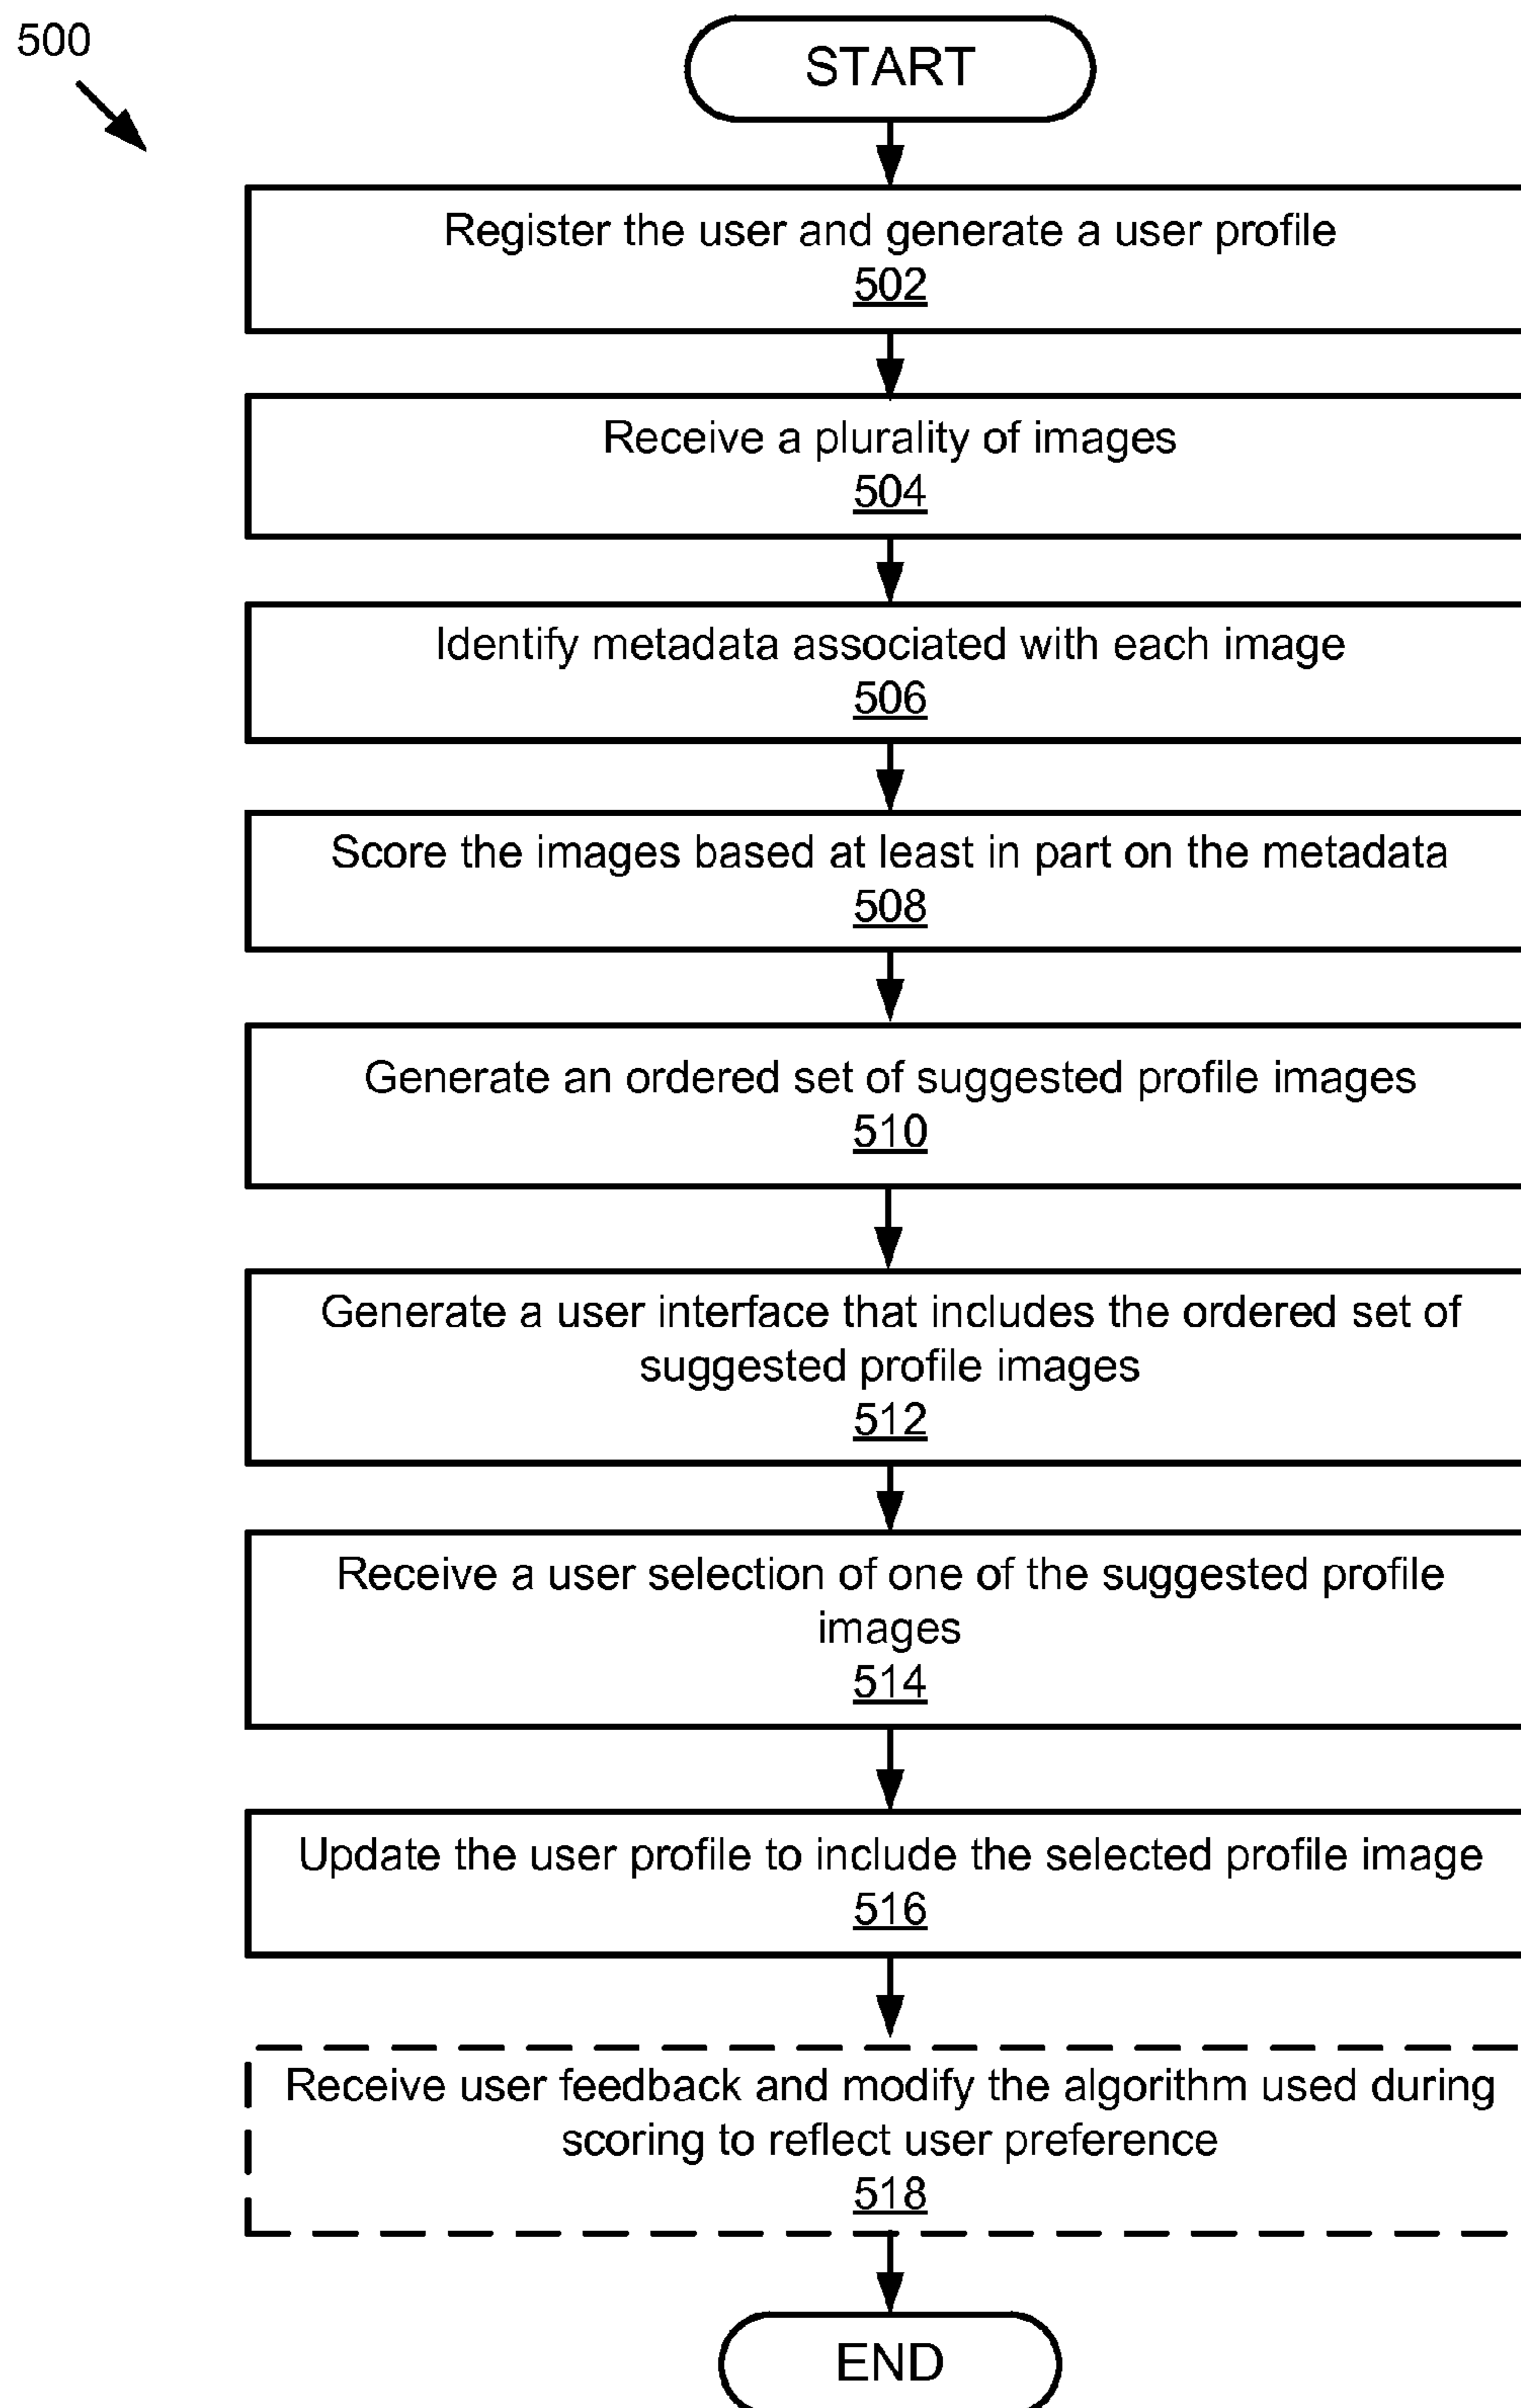 500
START
Register the user and generate a user profile
502
Receive a plurality of images
504
Identify metadata associated with each image
506
Score the images based at least in part on the metadata
508
Generate an ordered set of suggested profile images
510
Generate a user interface that includes the ordered set of
suggested profile images
512
Receive a user selection of one of the suggested profile
images
514
Update the user profile to include the selected profile image
516
Receive user feedback and modify the algorithm used during
scoring to reflect user preference
518
END